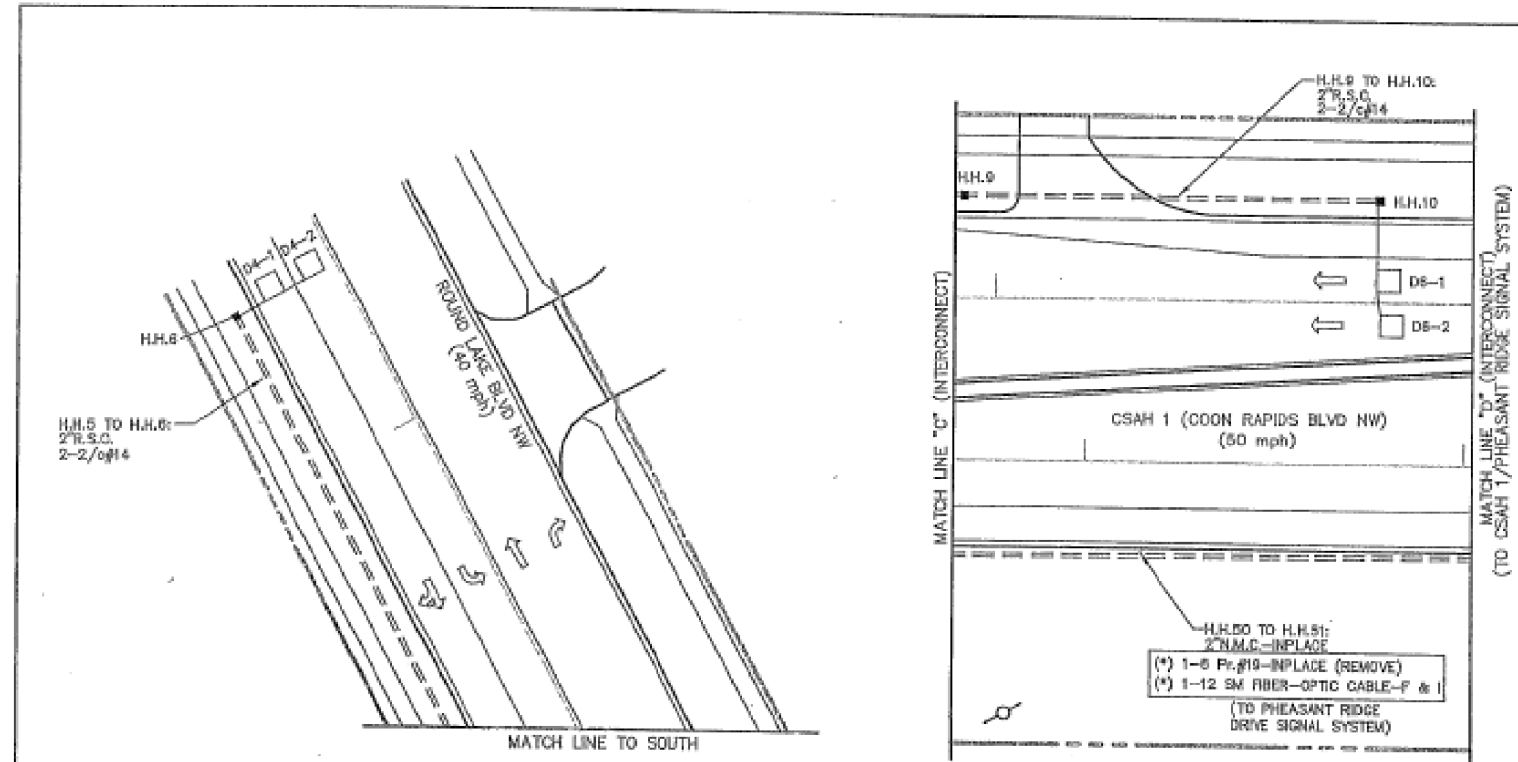 D4-1
D4-2
H.H.6
H.H.5 TO H.H.6:
2"R.S.C.
2-2/c#14
ROUND LAKE BLVD NW
(40 mph)
MATCH LINE TO SOUTH
H.H.9 TO H.H.10:
2"R.S.C.
2-2/c#14
H.H.9
H.H.10
D6-1
D6-2
CSAH 1 (COON RAPIDS BLVD NW)
(50 mph)
MATCH LINE "C" (INTERCONNECT)
MATCH LINE "D" (INTERCONNECT)
(TO CSAH 1/PHEASANT RIDGE SIGNAL SYSTEM)
H.H.50 TO H.H.51:
2"N.M.C.-INPLACE
(*) 1-6 Pr.#19-INPLACE (REMOVE)
(*) 1-12 SM FIBER-OPTIC CABLE-F & I
(TO PHEASANT RIDGE
DRIVE SIGNAL SYSTEM)